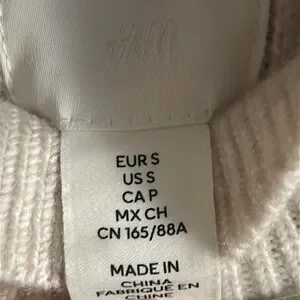 H&M
EUR S
US S
CA P
MX CH
CN 165/88A
MADE IN
CHINA
FABRIQUÉ EN
CHINE